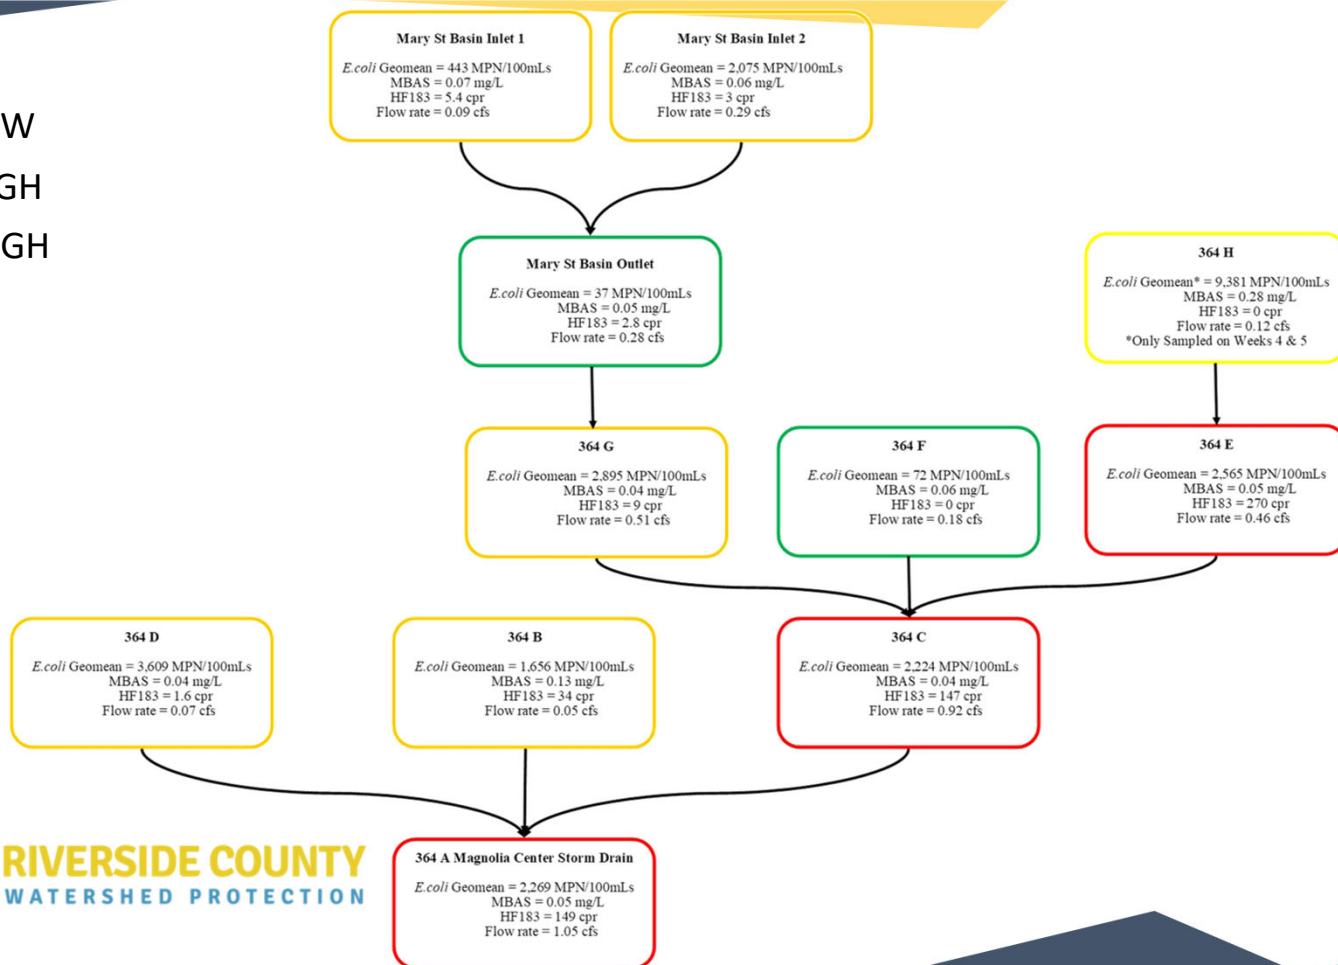 W
GH
GH
Mary St Basin Inlet 1
E.coli Geomean = 443 MPN/100mLs
MBAS = 0.07 mg/L
HF183 = 5.4 cpr
Flow rate = 0.09 cfs
Mary St Basin Inlet 2
E.coli Geomean = 2,075 MPN/100mLs
MBAS = 0.06 mg/L
HF183 = 3 cpr
Flow rate = 0.29 cfs
Mary St Basin Outlet
E.coli Geomean = 37 MPN/100mLs
MBAS = 0.05 mg/L
HF183 = 2.8 cpr
Flow rate = 0.28 cfs
364 H
E.coli Geomean* = 9,381 MPN/100mLs
MBAS = 0.28 mg/L
HF183 = 0 cpr
Flow rate = 0.12 cfs
*Only Sampled on Weeks 4 & 5
364 G
E.coli Geomean = 2,895 MPN/100mLs
MBAS = 0.04 mg/L
HF183 = 9 cpr
Flow rate = 0.51 cfs
364 F
E.coli Geomean = 72 MPN/100mLs
MBAS = 0.06 mg/L
HF183 = 0 cpr
Flow rate = 0.18 cfs
364 E
E.coli Geomean = 2,565 MPN/100mLs
MBAS = 0.05 mg/L
HF183 = 270 cpr
Flow rate = 0.46 cfs
364 D
E.coli Geomean = 3,609 MPN/100mLs
MBAS = 0.04 mg/L
HF183 = 1.6 cpr
Flow rate = 0.07 cfs
364 B
E.coli Geomean = 1,656 MPN/100mLs
MBAS = 0.13 mg/L
HF183 = 34 cpr
Flow rate = 0.05 cfs
364 C
E.coli Geomean = 2,224 MPN/100mLs
MBAS = 0.04 mg/L
HF183 = 147 cpr
Flow rate = 0.92 cfs
364 A Magnolia Center Storm Drain
E.coli Geomean = 2,269 MPN/100mLs
MBAS = 0.05 mg/L
HF183 = 149 cpr
Flow rate = 1.05 cfs
RIVERSIDE COUNTY
WATERSHED PROTECTION